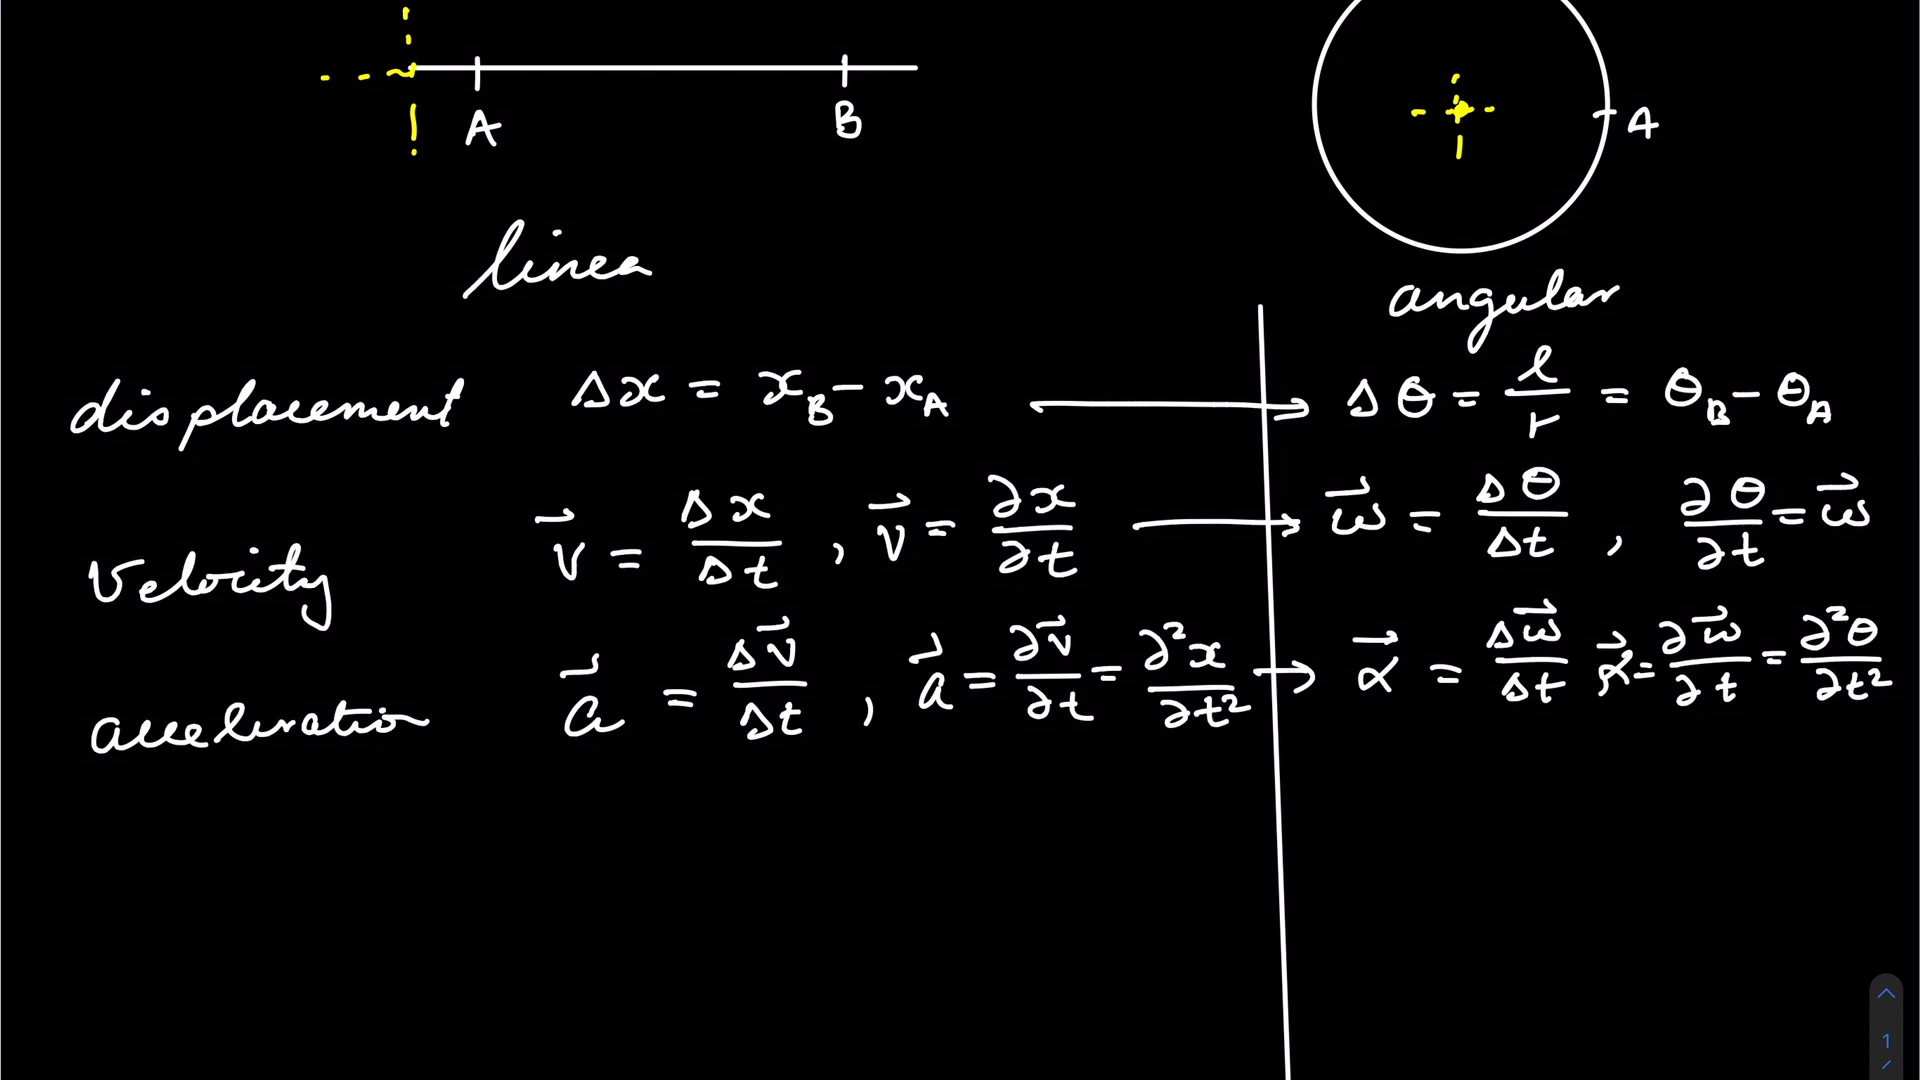 A B A
linea
angular
displacement Δx = x_B - x_A Δθ = l/r = θ_B - θ_A
Velocity v⃗ = Δx/Δt , v⃗ = ∂x/∂t → ω⃗ = Δθ/Δt , ∂θ/∂t = ω⃗
acceleration a⃗ = Δv⃗/Δt , a⃗ = ∂v⃗/∂t = ∂²x/∂t² → α⃗ = Δω⃗/Δt α⃗ = ∂ω⃗/∂t = ∂²θ/∂t²
1